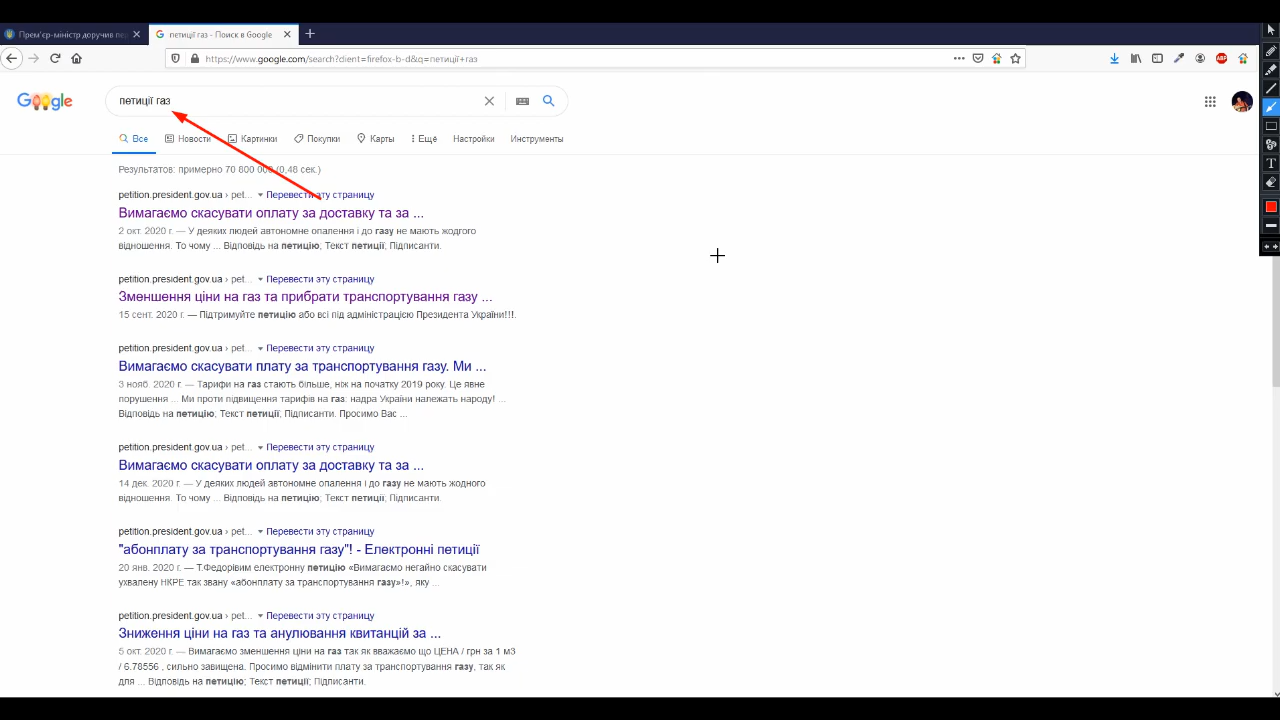 Прем'єр-міністр доручив пер
петиції газ - Поиск в Google
https://www.google.com/search?client=firefox-b-d&q=петиції+газ
Google
петиції газ
Все Новости Картинки Покупки Карты Ещё Настройки Инструменты
Результатов: примерно 70 800 000 (0,48 сек.)
petition.president.gov.ua › pet... Перевести эту страницу
Вимагаємо скасувати оплату за доставку та за ...
2 окт. 2020 г. — У деяких людей автономне опалення і до газу не мають жодгого
відношення. То чому ... Відповідь на петицію; Текст петиції; Підписанти.
petition.president.gov.ua › pet... Перевести эту страницу
Зменшення ціни на газ та прибрати транспортування газу ...
15 сент. 2020 г. — Підтримуйте петицію або всі під адміністрацією Президента України!!!.
petition.president.gov.ua › pet... Перевести эту страницу
Вимагаємо скасувати плату за транспортування газу. Ми ...
3 нояб. 2020 г. — Тарифи на газ стають більше, ніж на початку 2019 року. Це явне
порушення ... Ми проти підвищення тарифів на газ: надра України належать народу! ...
Відповідь на петицію; Текст петиції; Підписанти. Просимо Вас ...
petition.president.gov.ua › pet... Перевести эту страницу
Вимагаємо скасувати оплату за доставку та за ...
14 дек. 2020 г. — У деяких людей автономне опалення і до газу не мають жодного
відношення. То чому ... Відповідь на петицію; Текст петиції; Підписанти.
petition.president.gov.ua › pet... Перевести эту страницу
"абонплату за транспортування газу"! - Електронні петиції
20 янв. 2020 г. — Т.Федорівим електронну петицію «Вимагаємо негайно скасувати
ухвалену НКРЕ так звану «абонплату за транспортування газу»!», яку ...
petition.president.gov.ua › pet... Перевести эту страницу
Зниження ціни на газ та анулювання квитанцій за ...
5 окт. 2020 г. — Вимагаємо зменшення ціни на газ так як вважаємо що ЦЕНА / грн за 1 м3
/ 6.78556 , сильно завищена. Просимо відмінити плату за транспортування газу, так як
для ... Відповідь на петицію; Текст петиції; Підписанти.